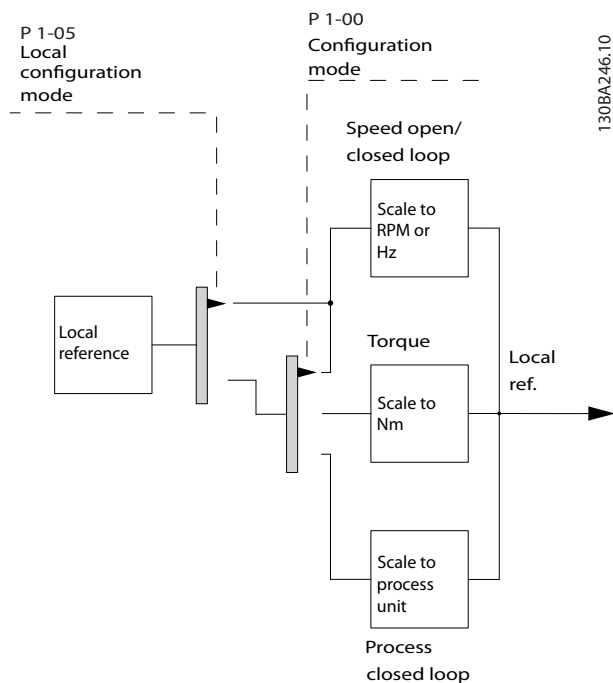 P 1-05
Local
configuration
mode
P 1-00
Configuration
mode
130BA246.10
Speed open/
closed loop
Scale to
RPM or
Hz
Local
reference
Torque
Scale to
Nm
Local
ref.
Scale to
process
unit
Process
closed loop